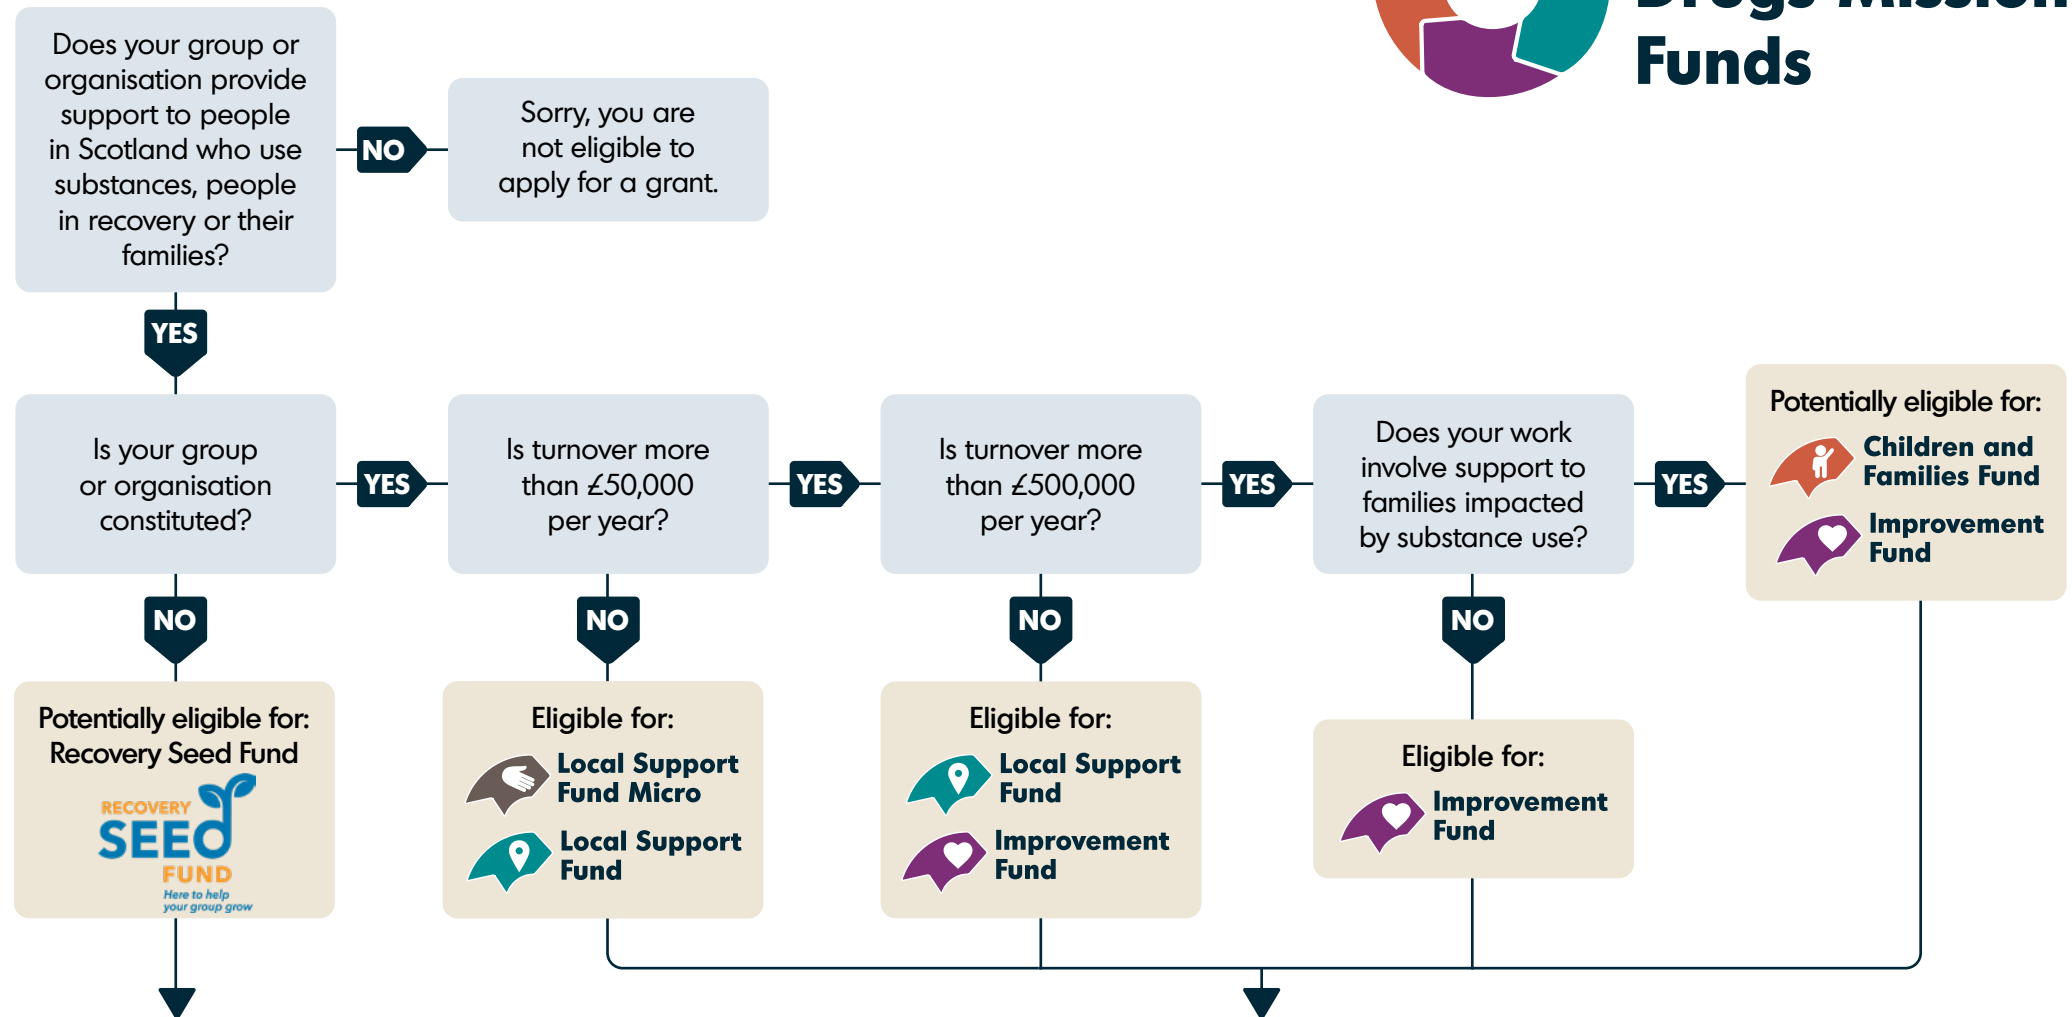 Drugs Mission
Funds
Does your group or
organisation provide
support to people
in Scotland who use
substances, people
in recovery or their
families?
NO
Sorry, you are
not eligible to
apply for a grant.
YES
Is your group
or organisation
constituted?
YES
Is turnover more
than £50,000
per year?
YES
Is turnover more
than £500,000
per year?
YES
Does your work
involve support to
families impacted
by substance use?
YES
Potentially eligible for:
Children and
Families Fund
Improvement
Fund
NO
NO
NO
NO
Potentially eligible for:
Recovery Seed Fund
RECOVERY
SEED
FUND
Here to help
your group grow
Eligible for:
Local Support
Fund Micro
Local Support
Fund
Eligible for:
Local Support
Fund
Improvement
Fund
Eligible for:
Improvement
Fund